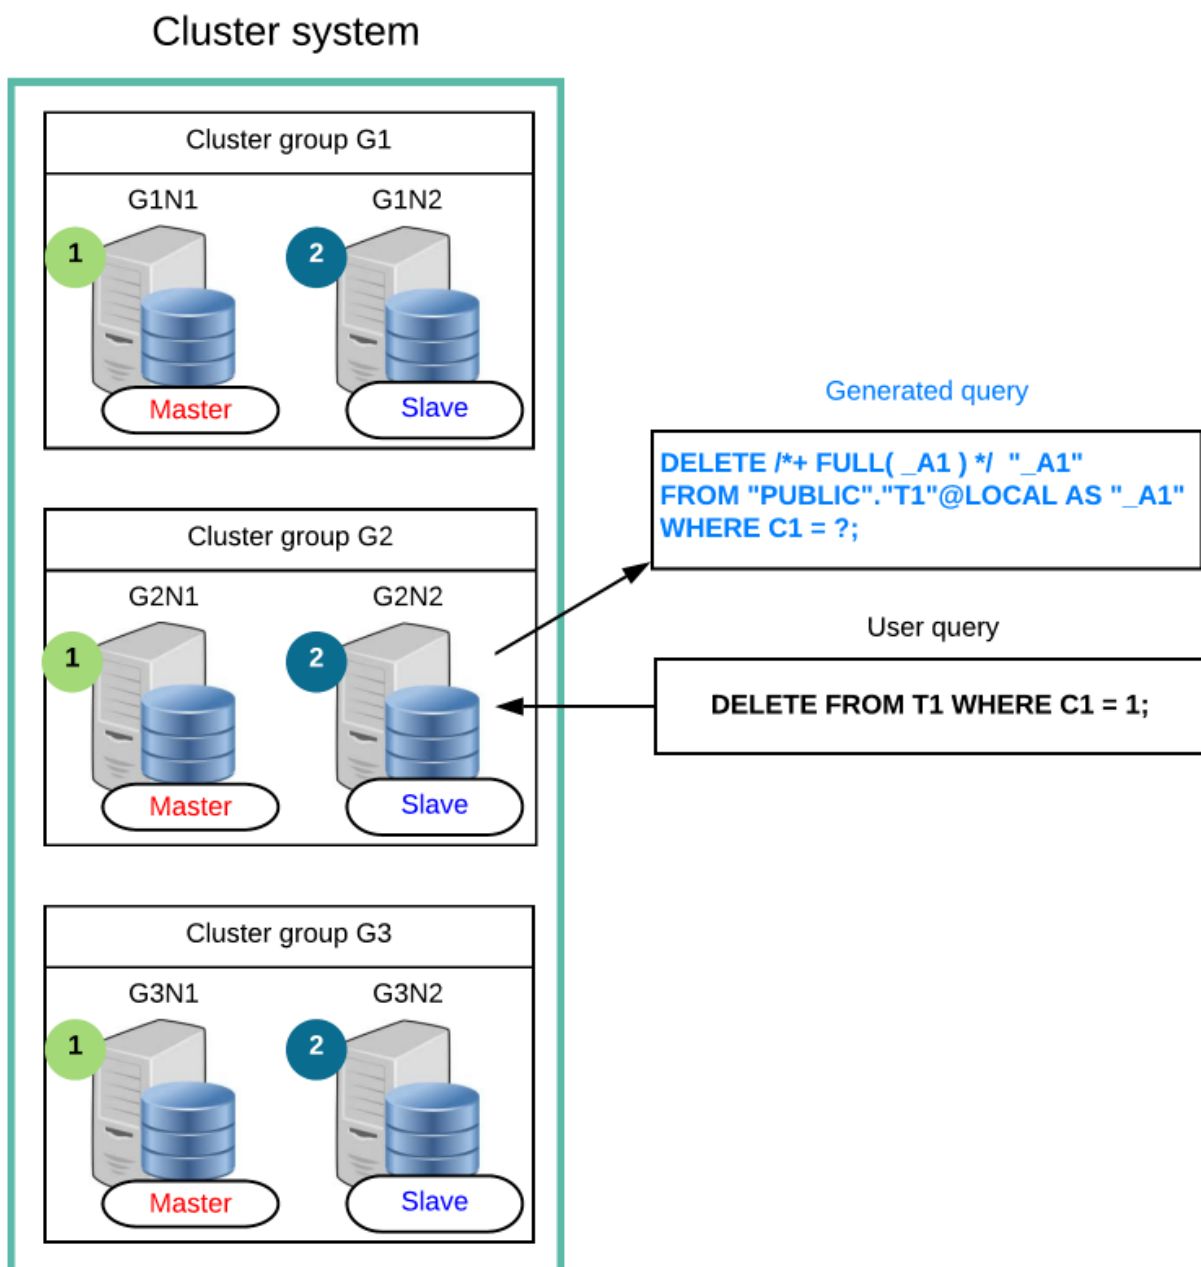 Cluster system
Cluster group G1
G1N1
G1N2
1
2
Master
Slave
Generated query
DELETE /*+ FULL( _A1 ) */  "_A1"
FROM "PUBLIC"."T1"@LOCAL AS "_A1"
WHERE C1 = ?;
Cluster group G2
G2N1
G2N2
1
2
Master
Slave
User query
DELETE FROM T1 WHERE C1 = 1;
Cluster group G3
G3N1
G3N2
1
2
Master
Slave